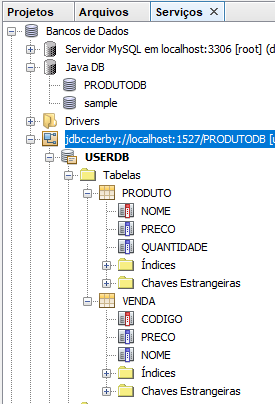 Projetos Arquivos Serviços ×
Bancos de Dados
Servidor MySQL em localhost:3306 [root] (d
Java DB
PRODUTODB
sample
Drivers
jdbc:derby://localhost:1527/PRODUTODB [u
USERDB
Tabelas
PRODUTO
NOME
PRECO
QUANTIDADE
Índices
Chaves Estrangeiras
VENDA
CODIGO
PRECO
NOME
Índices
Chaves Estrangeiras